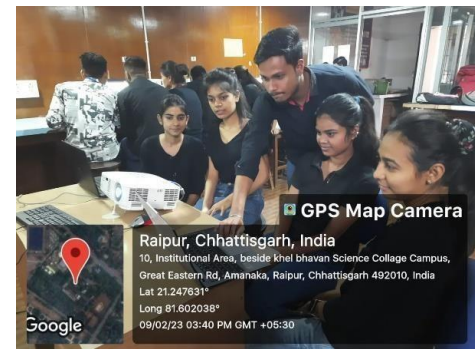 GPS Map Camera
Raipur, Chhattisgarh, India
10, Institutional Area, beside khel bhavan Science Collage Campus,
Great Eastern Rd, Amanaka, Raipur, Chhattisgarh 492010, India
Lat 21.247631°
Long 81.602038°
09/02/23 03:40 PM GMT +05:30
Google